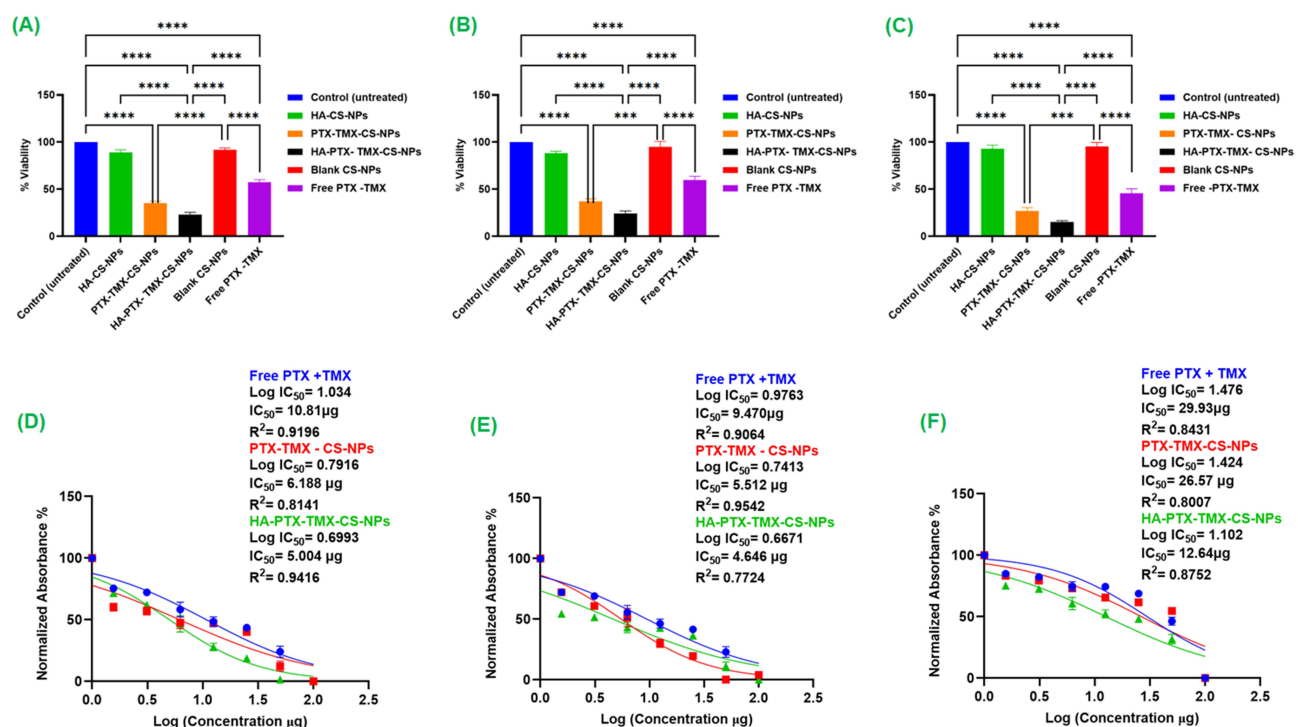 (A)
****
**** ****
**** ****
**** **** ****
150
100
50
0
% Viability
Control (untreated)
HA-CS-NPs
PTX-TMX-CS-NPs
HA-PTX- TMX-CS-NPs
Blank CS-NPs
Free PTX -TMX
Control (untreated)
HA-CS-NPs
PTX-TMX-CS-NPs
HA-PTX- TMX-CS-NPs
Blank CS-NPs
Free PTX -TMX
(B)
****
**** ****
**** ****
**** *** ****
150
100
50
0
% Viability
Control (untreated)
HA-CS-NPs
PTX-TMX-CS-NPs
HA-PTX- TMX-CS-NPs
Blank CS-NPs
Free PTX -TMX
Control (untreated)
HA-CS-NPs
PTX-TMX-CS-NPs
HA-PTX- TMX-CS-NPs
Blank CS-NPs
Free PTX -TMX
(C)
****
**** ****
**** ****
**** *** ****
150
100
50
0
% Viability
Control (untreated)
HA-CS-NPs
PTX-TMX- CS-NPs
HA-PTX-TMX- CS-NPs
Blank CS-NPs
Free -PTX-TMX
Control (untreated)
HA-CS-NPs
PTX-TMX- CS-NPs
HA-PTX-TMX- CS-NPs
Blank CS-NPs
Free -PTX-TMX
(D)
Free PTX +TMX
Log IC50= 1.034
IC50= 10.81µg
R2= 0.9196
PTX-TMX - CS-NPs
Log IC50= 0.7916
IC50= 6.188 µg
R2= 0.8141
HA-PTX-TMX-CS-NPs
Log IC50= 0.6993
IC50= 5.004 µg
R2= 0.9416
150
100
50
0
Normalized Absorbance %
0.0 0.5 1.0 1.5 2.0 2.5
Log (Concentration µg)
(E)
Free PTX +TMX
Log IC50= 0.9763
IC50= 9.470µg
R2= 0.9064
PTX-TMX - CS-NPs
Log IC50= 0.7413
IC50= 5.512 µg
R2= 0.9542
HA-PTX-TMX-CS-NPs
Log IC50= 0.6671
IC50= 4.646 µg
R2= 0.7724
150
100
50
0
Normalized Absorbance %
0.0 0.5 1.0 1.5 2.0 2.5
Log (Concentration µg)
(F)
Free PTX + TMX
Log IC50= 1.476
IC50= 29.93µg
R2= 0.8431
PTX-TMX-CS-NPs
Log IC50= 1.424
IC50= 26.57 µg
R2= 0.8007
HA-PTX-TMX-CS-NPs
Log IC50= 1.102
IC50= 12.64µg
R2= 0.8752
150
100
50
0
Normalized Absorbance %
0.0 0.5 1.0 1.5 2.0 2.5
Log (Concentration µg)